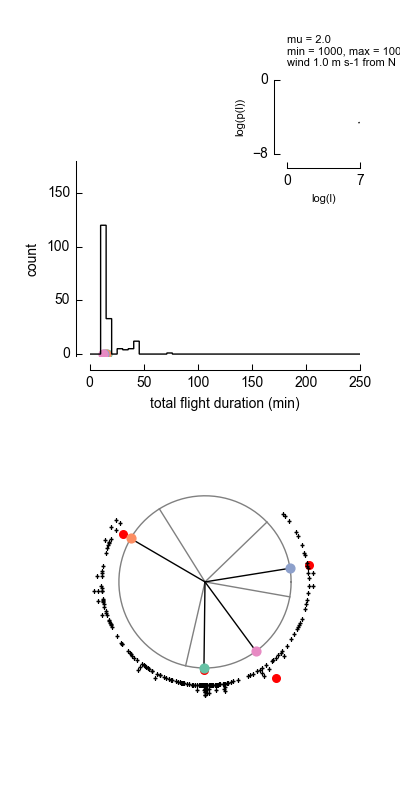 mu = 2.0
min = 1000, max = 100
wind 1.0 m s-1 from N
0
log(p(l))
−8
0
7
log(l)
150
100
50
0
count
0
50
100
150
200
250
total flight duration (min)